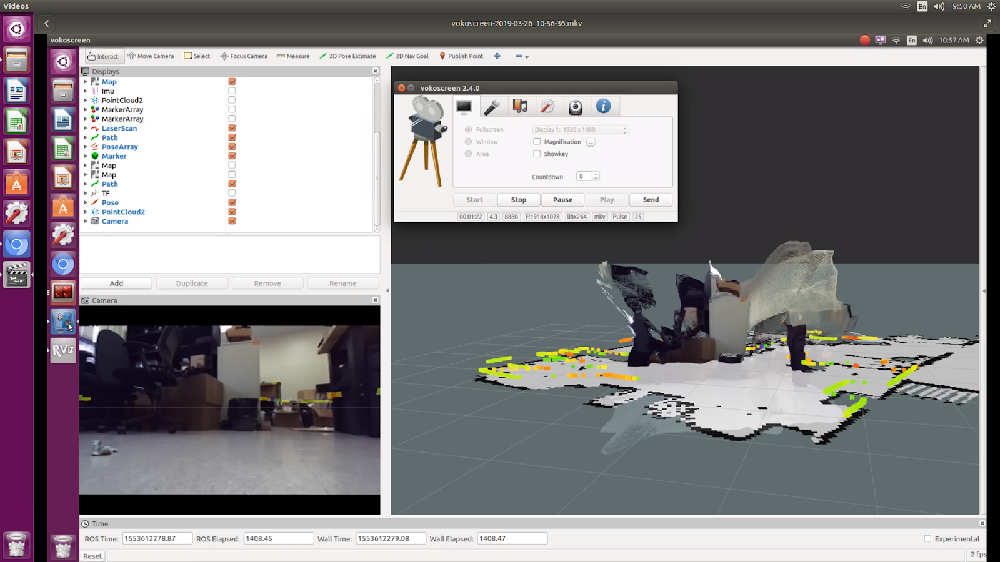 Videos
En
9:50 AM
vokoscreen-2019-03-26_10-56-36.mkv
vokoscreen
En
10:57 AM
Interact
Move Camera
Select
Focus Camera
Measure
2D Pose Estimate
2D Nav Goal
Publish Point
Displays
Map
Imu
PointCloud2
MarkerArray
MarkerArray
LaserScan
Path
PoseArray
Marker
Map
Map
Path
TF
Pose
PointCloud2
Camera
Add
Duplicate
Remove
Rename
Camera
vokoscreen 2.4.0
Fullscreen
Display 1: 1920 x 1080
Window
Magnification
...
Area
Showkey
Countdown
0
Start
Stop
Pause
Play
Send
00:01:22
4.3
8880
F:1918x1078
libx264
mkv
Pulse
25
RViz
Time
ROS Time:
1553612278.87
ROS Elapsed:
1408.45
Wall Time:
1553612279.08
Wall Elapsed:
1408.47
Experimental
Reset
2 fps